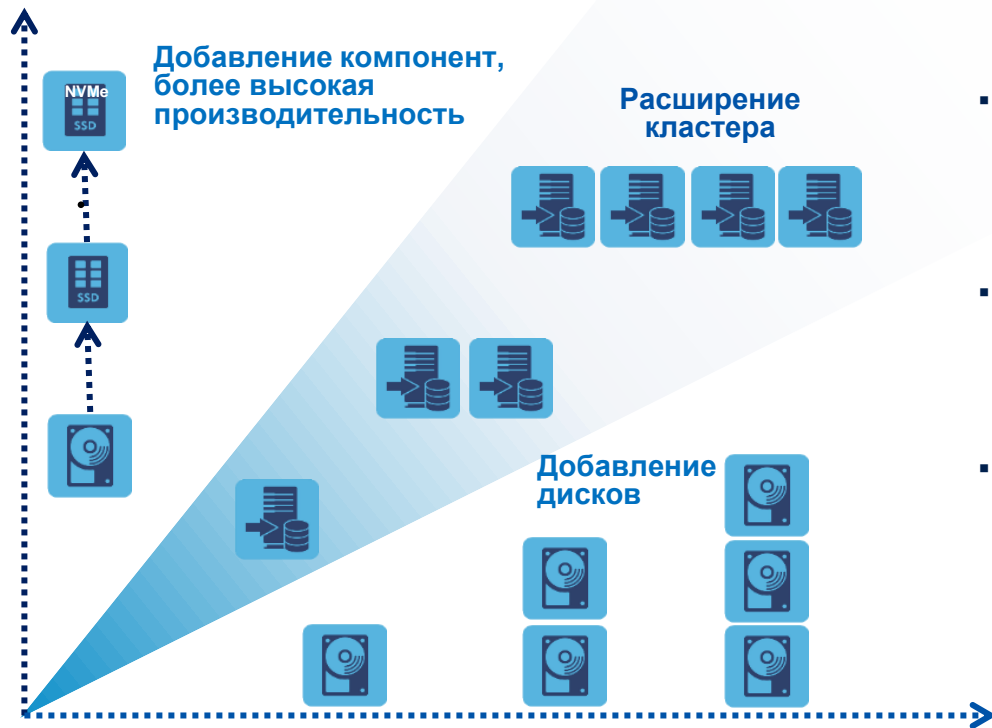 Добавление компонент,
более высокая
производительность
NVMe
SSD
Расширение
кластера
SSD
Добавление
дисков